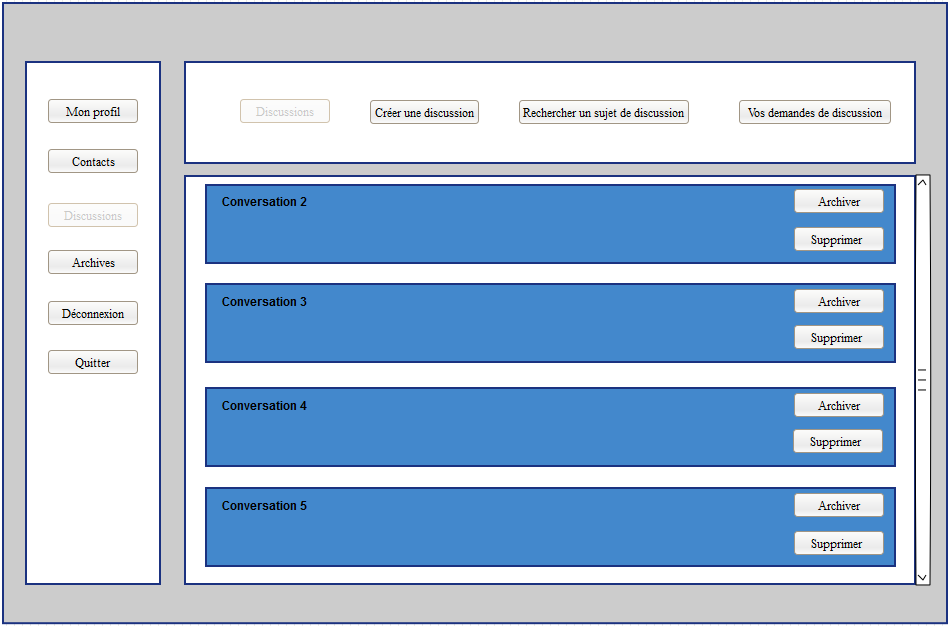 Mon profil
Contacts
Discussions
Archives
Déconnexion
Quitter
Discussions
Créer une discussion
Rechercher un sujet de discussion
Vos demandes de discussion
Conversation 2
Archiver
Supprimer
Conversation 3
Archiver
Supprimer
Conversation 4
Archiver
Supprimer
Conversation 5
Archiver
Supprimer